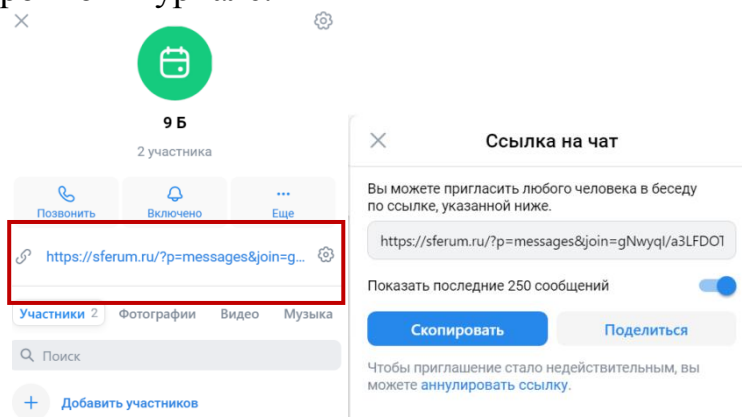 9 Б
2 участника
Позвонить
Включено
Еще
https://sferum.ru/?p=messages&join=g...
Участники 2
Фотографии
Видео
Музыка
Поиск
Добавить участников
Ссылка на чат
Вы можете пригласить любого человека в беседу
по ссылке, указанной ниже.
https://sferum.ru/?p=messages&join=gNwyqI/a3LFDOT
Показать последние 250 сообщений
Скопировать
Поделиться
Чтобы приглашение стало недействительным, вы
можете аннулировать ссылку.